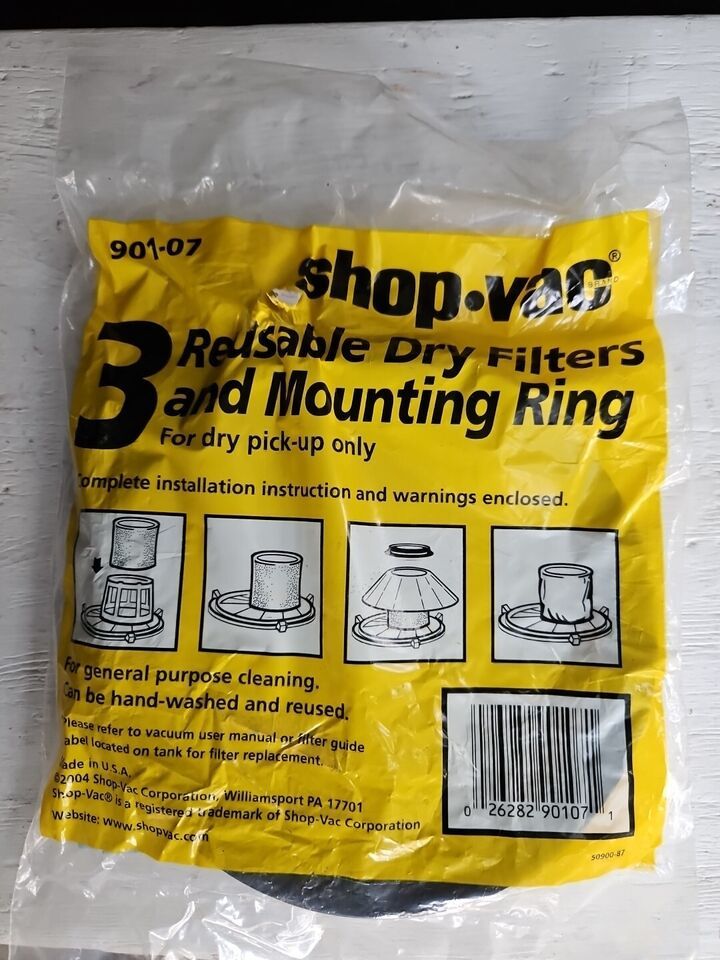 901-07
shop·vac®
BRAND
3 Reusable Dry Filters
and Mounting Ring
For dry pick-up only
omplete installation instruction and warnings enclosed.
For general purpose cleaning.
Can be hand-washed and reused.
Please refer to vacuum user manual or filter guide
abel located on tank for filter replacement.
ade in U.S.A.
©2004 Shop-Vac Corporation, Williamsport PA 17701
Shop-Vac® is a registered trademark of Shop-Vac Corporation
Website: www.shopvac.com
0 26282 90107 1
50900-87